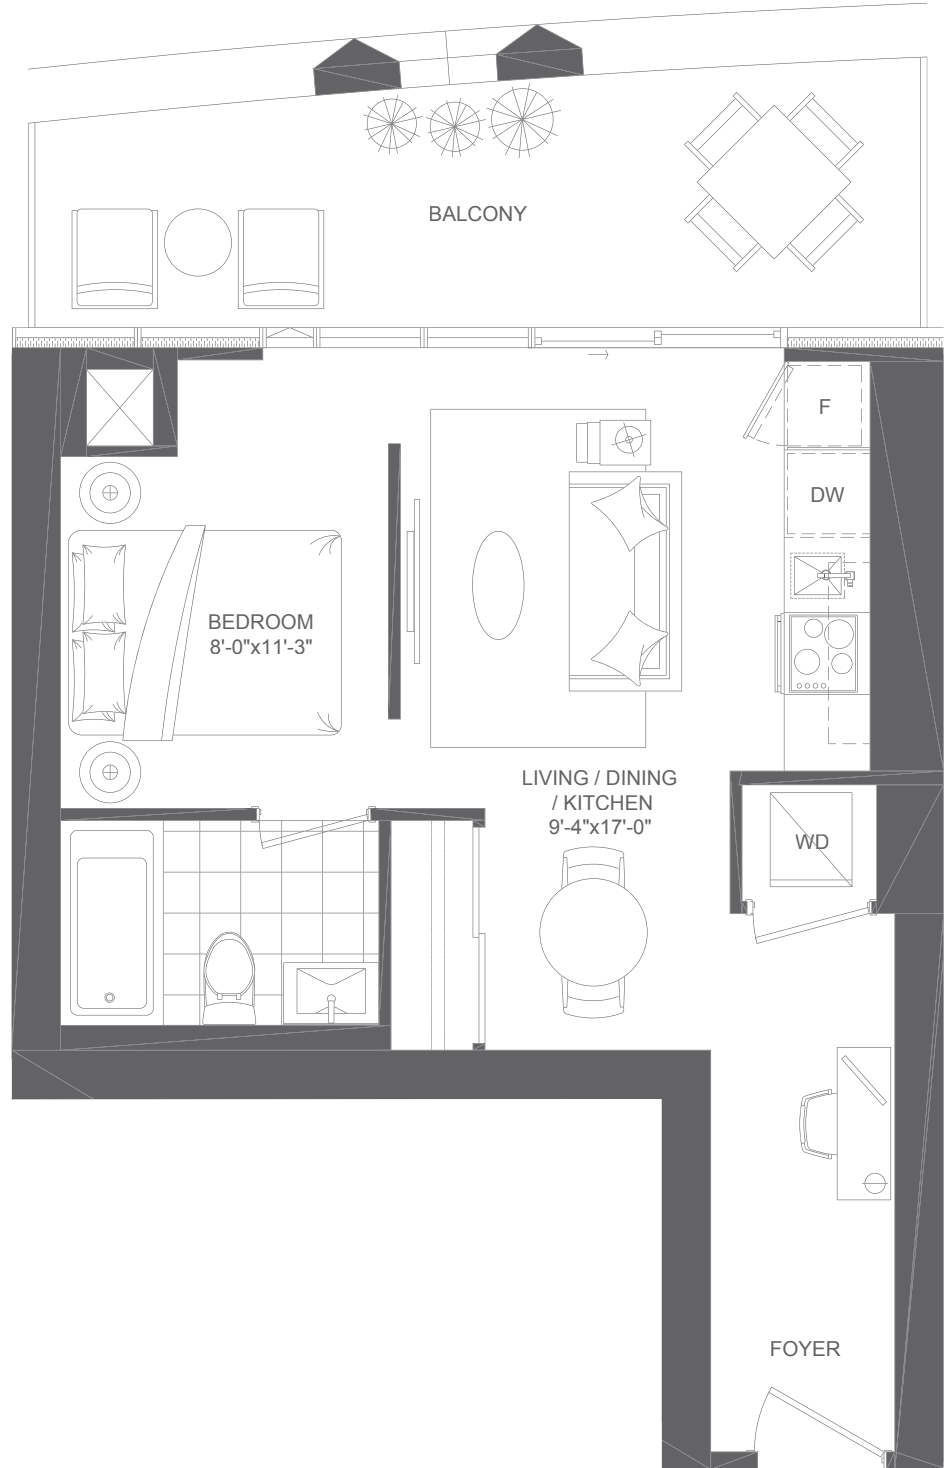 BALCONY
F
DW
BEDROOM
8'-0"x11'-3"
LIVING / DINING
/ KITCHEN
9'-4"x17'-0"
WD
FOYER